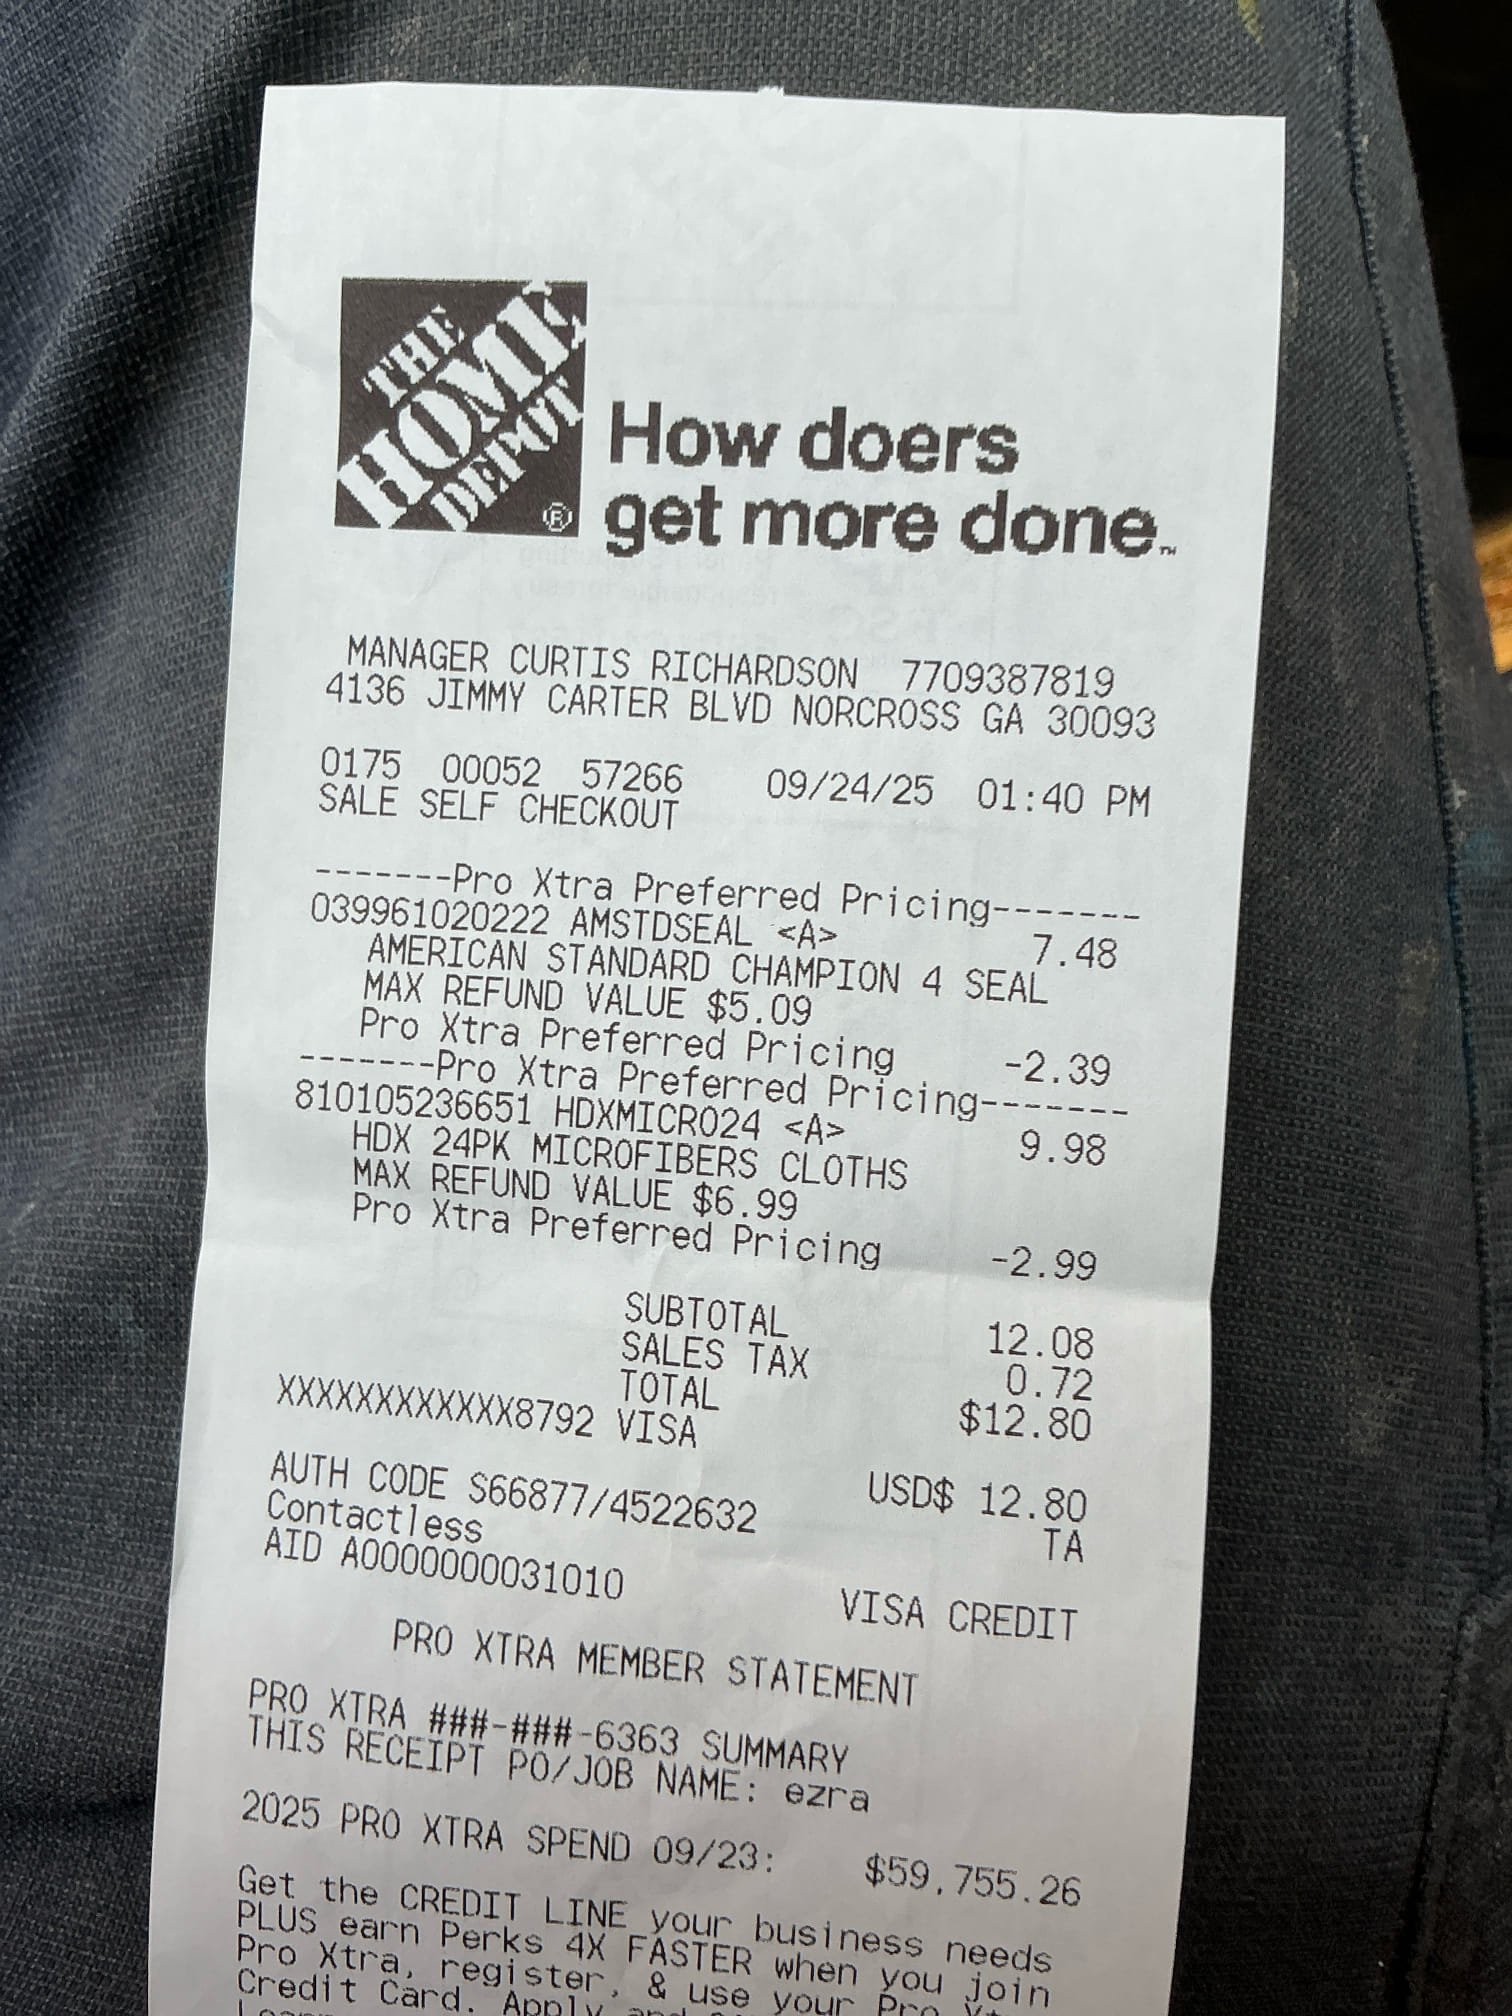 THE
HOME
DEPOT
®
How doers
get more done.™
MANAGER CURTIS RICHARDSON 7709387819
4136 JIMMY CARTER BLVD NORCROSS GA 30093
0175 00052 57266 09/24/25 01:40 PM
SALE SELF CHECKOUT
-------Pro Xtra Preferred Pricing-------
039961020222 AMSTDSEAL <A> 7.48
AMERICAN STANDARD CHAMPION 4 SEAL
MAX REFUND VALUE $5.09
Pro Xtra Preferred Pricing -2.39
-------Pro Xtra Preferred Pricing-------
810105236651 HDXMICRO24 <A> 9.98
HDX 24PK MICROFIBERS CLOTHS
MAX REFUND VALUE $6.99
Pro Xtra Preferred Pricing -2.99
SUBTOTAL 12.08
SALES TAX 0.72
TOTAL $12.80
XXXXXXXXXXXX8792 VISA
USD$ 12.80
AUTH CODE S66877/4522632 TA
Contactless
AID A0000000031010 VISA CREDIT
PRO XTRA MEMBER STATEMENT
PRO XTRA ###-###-6363 SUMMARY
THIS RECEIPT PO/JOB NAME: ezra
2025 PRO XTRA SPEND 09/23: $59,755.26
Get the CREDIT LINE your business needs
PLUS earn Perks 4X FASTER when you join
Pro Xtra, register, & use your Pro
Credit Card. Apply